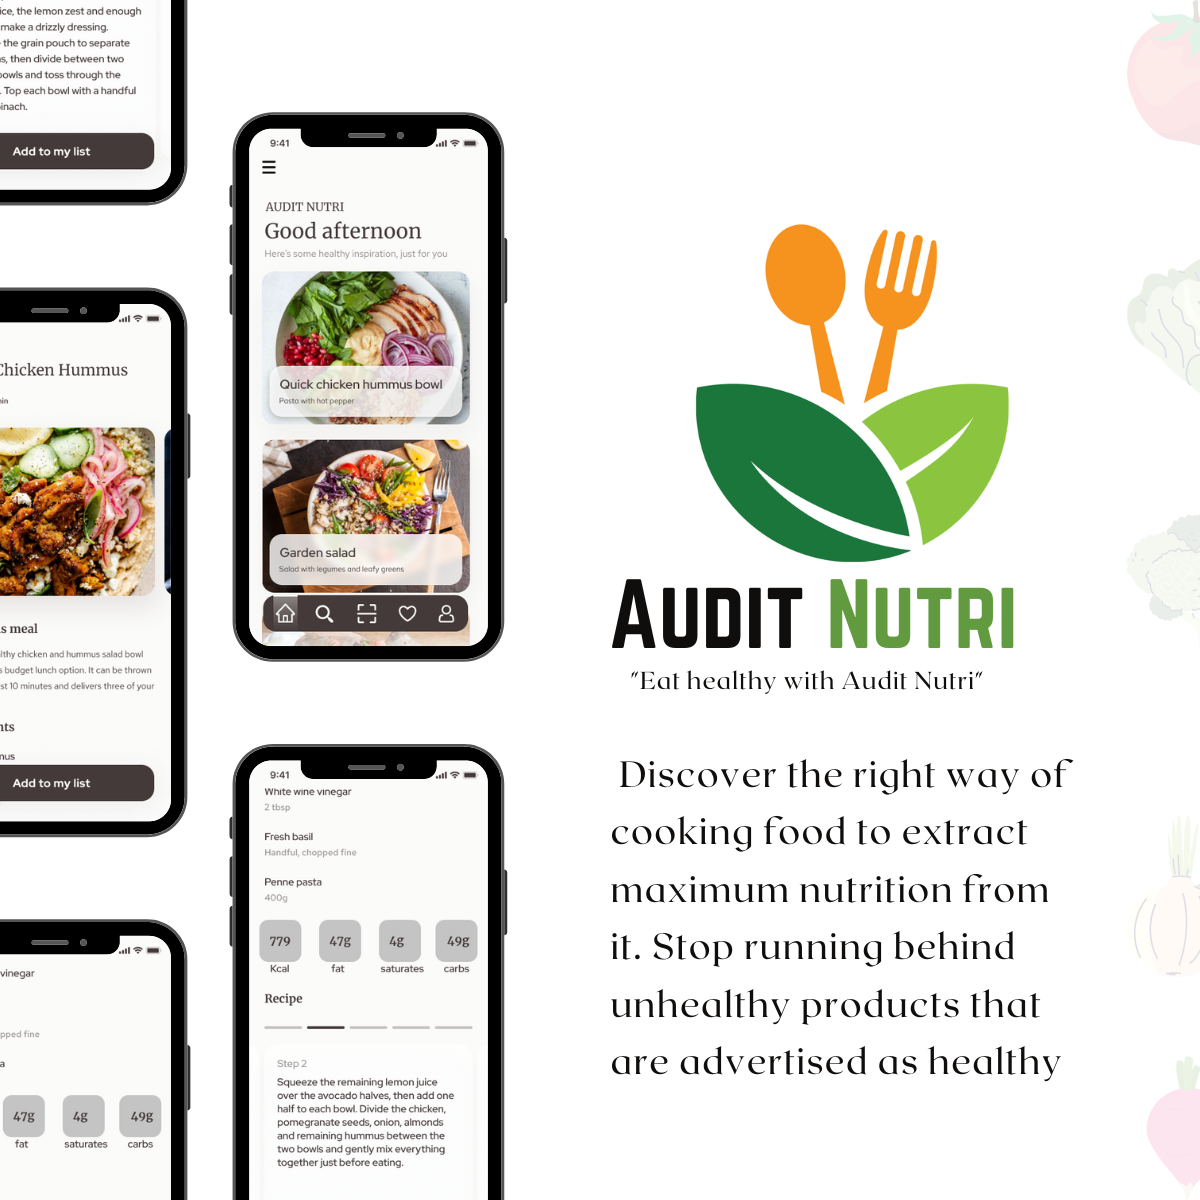 ice, the lemon zest and enough
make a drizzly dressing.
the grain pouch to separate
s, then divide between two
bowls and toss through the
. Top each bowl with a handful
inach.
Add to my list
Chicken Hummus
in
s meal
lthy chicken and hummus salad bowl
s budget lunch option. It can be thrown
st 10 minutes and delivers three of your
nts
nus
Add to my list
vinegar
pped fine
a
47g 4g 49g
fat saturates carbs
9:41
AUDIT NUTRI
Good afternoon
Here's some healthy inspiration, just for you
Quick chicken hummus bowl
Pasta with hot pepper
Garden salad
Salad with legumes and leafy greens
9:41
White wine vinegar
2 tbsp
Fresh basil
Handful, chopped fine
Penne pasta
400g
779 47g 4g 49g
Kcal fat saturates carbs
Recipe
Step 2
Squeeze the remaining lemon juice
over the avocado halves, then add one
half to each bowl. Divide the chicken,
pomegranate seeds, onion, almonds
and remaining hummus between the
two bowls and gently mix everything
together just before eating.
AUDIT NUTRI
"Eat healthy with Audit Nutri"
Discover the right way of
cooking food to extract
maximum nutrition from
it. Stop running behind
unhealthy products that
are advertised as healthy